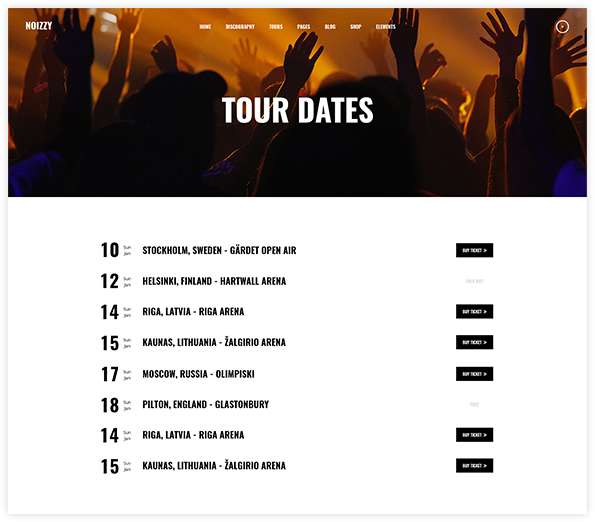 NOIZZY
HOME DISCOGRAPHY TOURS PAGES BLOG SHOP ELEMENTS
TOUR DATES
10 Sun Jun STOCKHOLM, SWEDEN - GÄRDET OPEN AIR BUY TICKET >
12 Sun Jun HELSINKI, FINLAND - HARTWALL ARENA SOLD OUT
14 Sun Jun RIGA, LATVIA - RIGA ARENA BUY TICKET >
15 Sun Jun KAUNAS, LITHUANIA - ŽALGIRIO ARENA BUY TICKET >
17 Sun Jun MOSCOW, RUSSIA - OLIMPISKI BUY TICKET >
18 Sun Jun PILTON, ENGLAND - GLASTONBURY FREE
14 Sun Jun RIGA, LATVIA - RIGA ARENA BUY TICKET >
15 Sun Jun KAUNAS, LITHUANIA - ŽALGIRIO ARENA BUY TICKET >